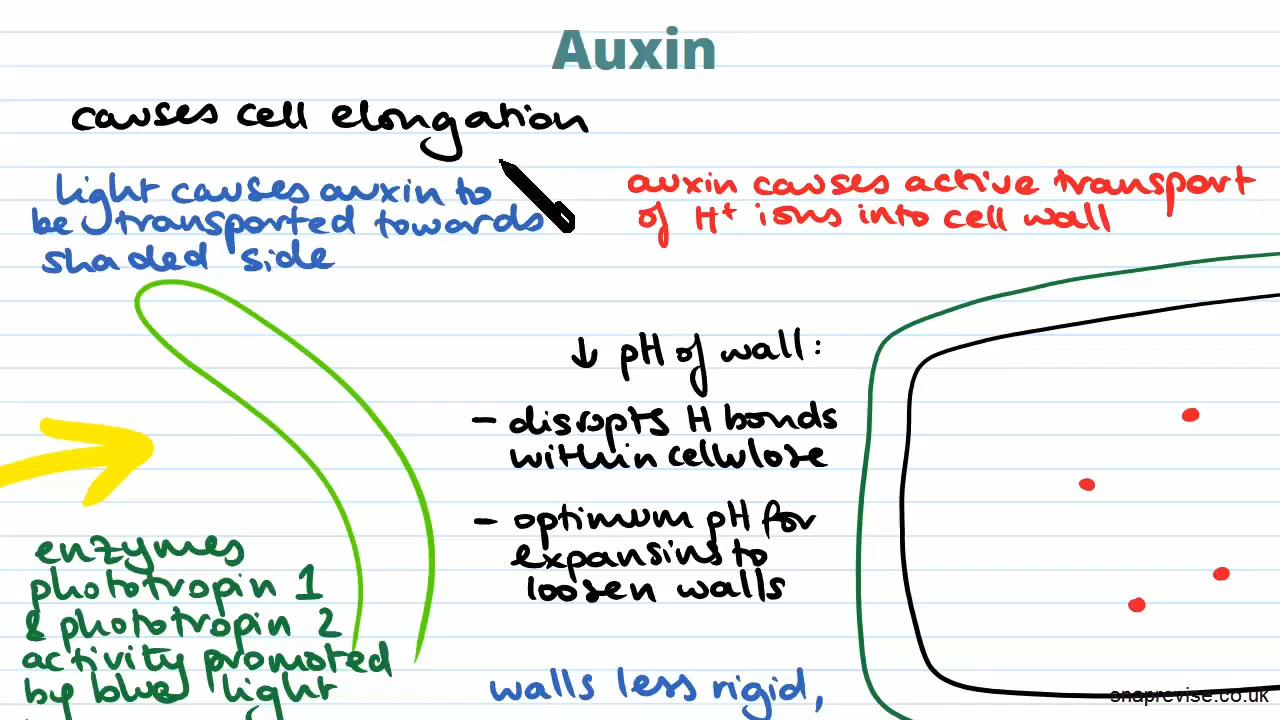 Auxin
causes cell elongation
light causes auxin to
be transported towards
shaded side
auxin causes active transport
of H+ ions into cell wall
↓ pH of wall:
- disrupts H bonds
within cellulose
- optimum pH for
expansins to
loosen walls
enzymes
phototropin 1
& phototropin 2
activity promoted
by blue light
walls less rigid,
snaprevise.co.uk